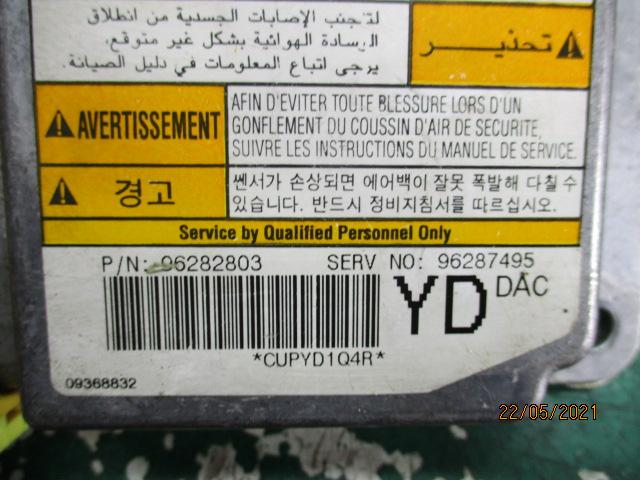 لتجنب الإصابات الجسدية من انطلاق
الوسادة الهوائية بشكل غير متوقع.
يرجى اتباع المعلومات في دليل الصيانة.
تحذير
AVERTISSEMENT
AFIN D'EVITER TOUTE BLESSURE LORS D'UN
GONFLEMENT DU COUSSIN D'AIR DE SECURITE,
SUIVRE LES INSTRUCTIONS DU MANUEL DE SERVICE.
경고
쎈서가 손상되면 에어백이 잘못 폭발해 다칠 수
있습니다. 반드시 정비지침서를 따르십시오.
Service by Qualified Personnel Only
P/N: 96282803 SERV NO: 96287495
YD DAC
*CUPYD1Q4R*
09368832
22/05/2021